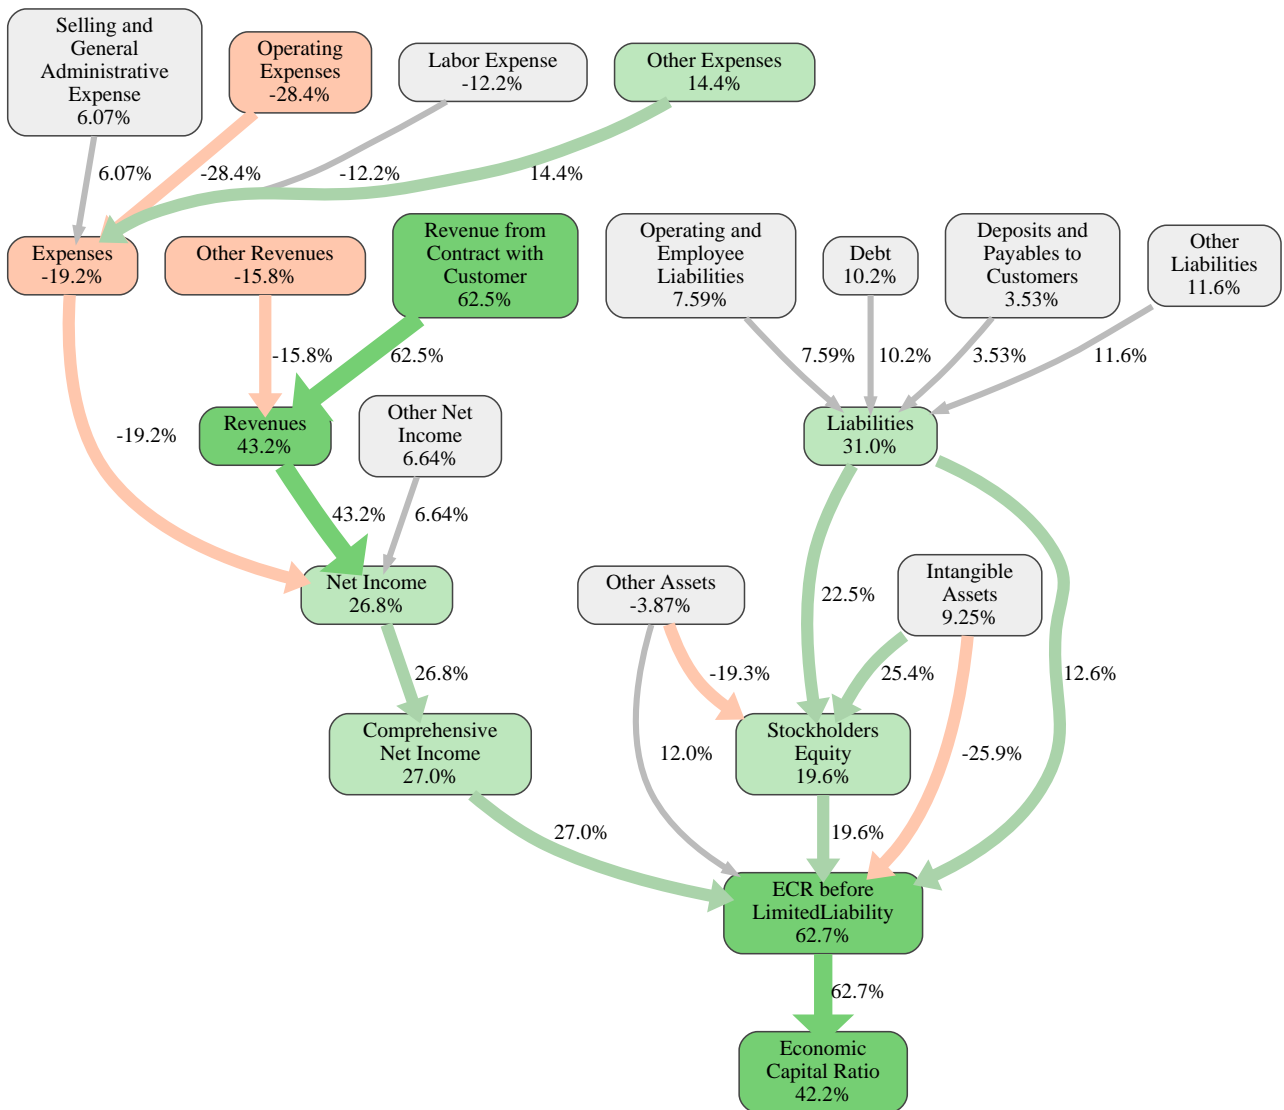 Selling and
General
Administrative
Expense
6.07%
Operating
Expenses
-28.4%
Labor Expense
-12.2%
Other Expenses
14.4%
6.07%
-28.4%
-12.2%
14.4%
Expenses
-19.2%
Other Revenues
-15.8%
Revenue from
Contract with
Customer
62.5%
Operating and
Employee
Liabilities
7.59%
Debt
10.2%
Deposits and
Payables to
Customers
3.53%
Other
Liabilities
11.6%
-15.8%
62.5%
7.59%
10.2%
3.53%
11.6%
-19.2%
Revenues
43.2%
Other Net
Income
6.64%
Liabilities
31.0%
43.2%
6.64%
Net Income
26.8%
Other Assets
-3.87%
22.5%
Intangible
Assets
9.25%
26.8%
-19.3%
25.4%
12.6%
Comprehensive
Net Income
27.0%
12.0%
Stockholders
Equity
19.6%
-25.9%
27.0%
19.6%
ECR before
LimitedLiability
62.7%
62.7%
Economic
Capital Ratio
42.2%